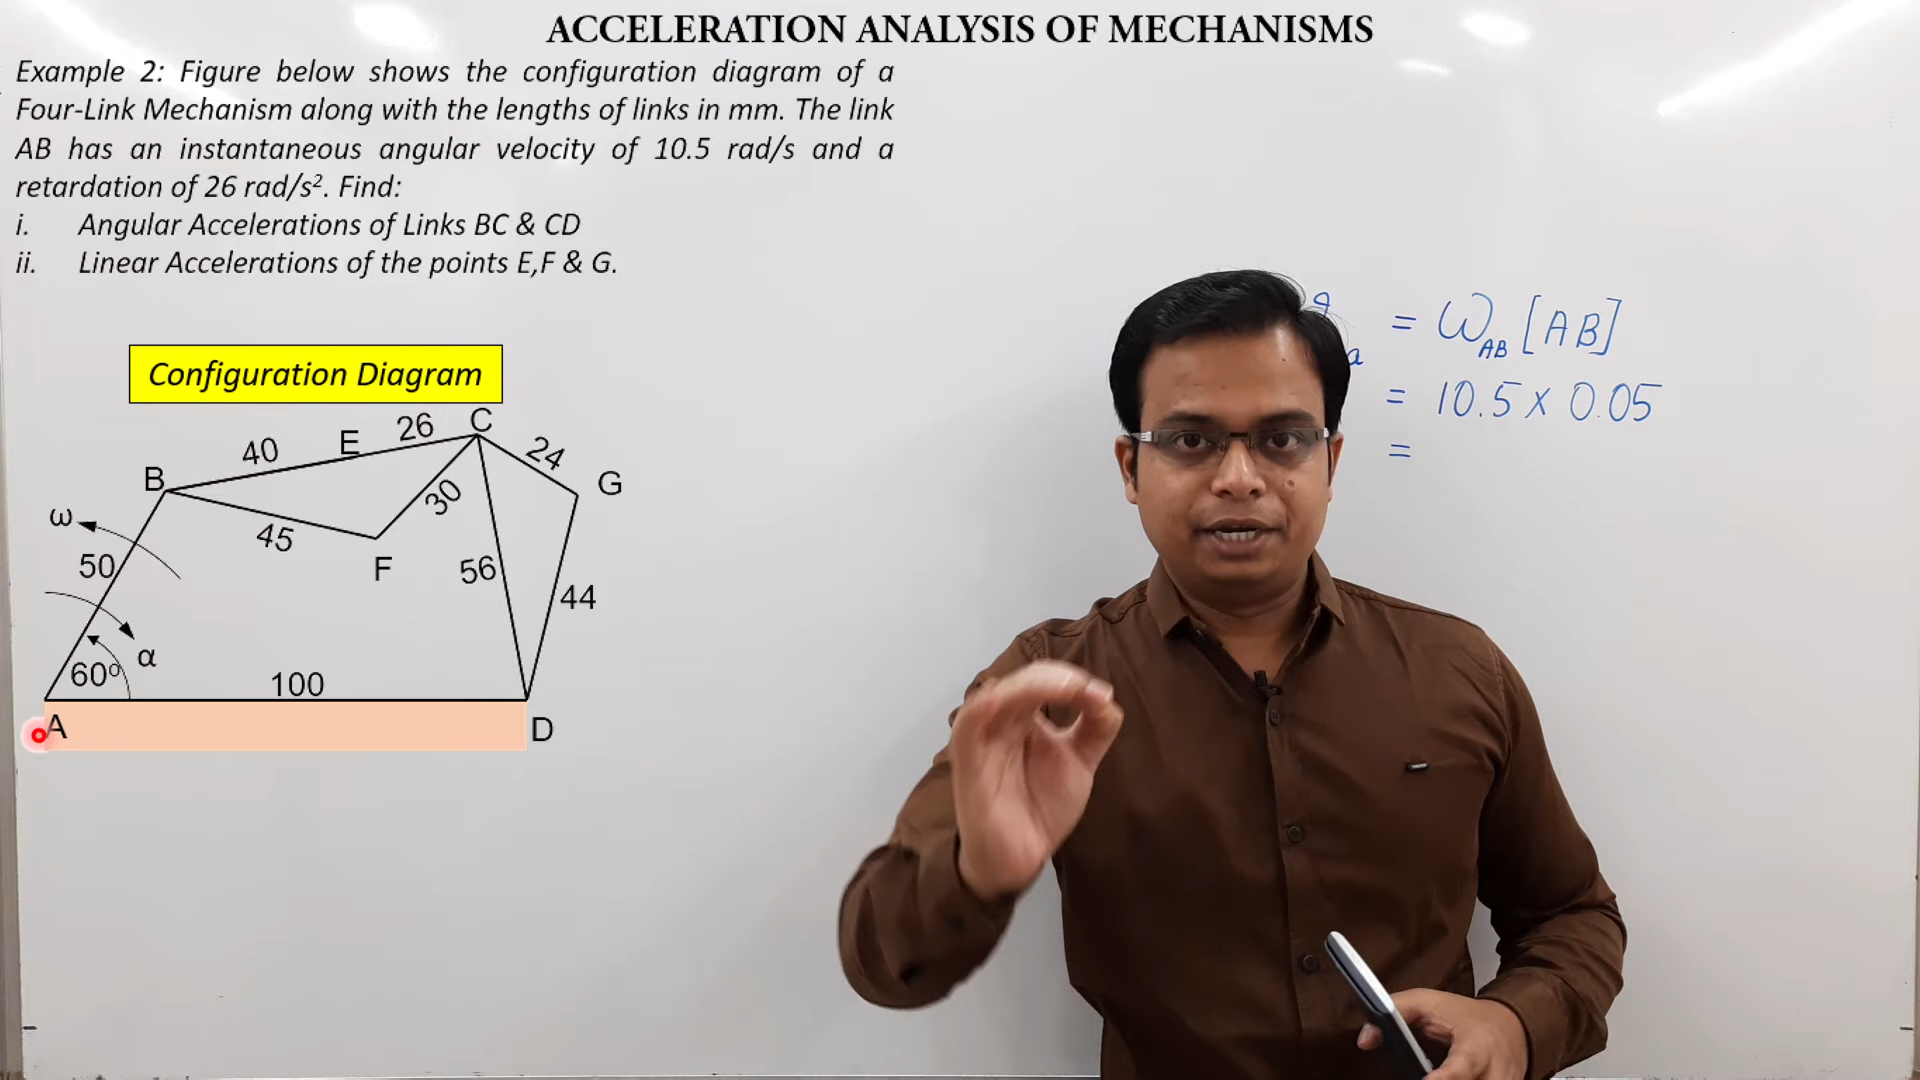 ACCELERATION ANALYSIS OF MECHANISMS
Example 2: Figure below shows the configuration diagram of a
Four-Link Mechanism along with the lengths of links in mm. The link
AB has an instantaneous angular velocity of 10.5 rad/s and a
retardation of 26 rad/s². Find:
i. Angular Accelerations of Links BC & CD
ii. Linear Accelerations of the points E,F & G.
Configuration Diagram
C
26
E
40
24
B
G
30
ω
45
50
F
56
44
α
60⁰
100
A
D
a = ω_AB [AB]
= 10.5 x 0.05
=